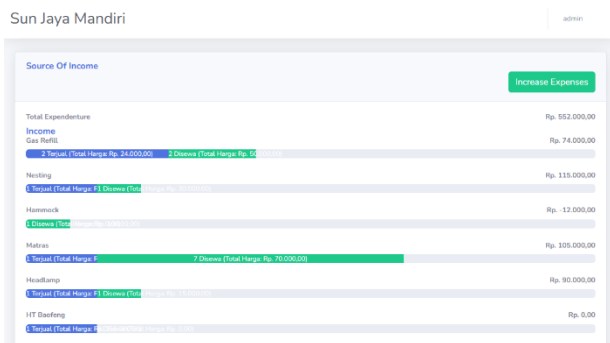 Sun Jaya Mandiri
admin
Source Of Income
Increase Expenses
Total Expendenture Rp. 552.000,00
Income
Gas Refill Rp. 74.000,00
2 Terjual (Total Harga: Rp. 24.000,00) 2 Disewa (Total Harga: Rp. 50.000,00)
Nesting Rp. 115.000,00
1 Terjual (Total Harga: R 1 Disewa (Total
Hammock Rp. -12.000,00
1 Disewa (Total
Matras Rp. 105.000,00
1 Terjual (Total Harga: R 7 Disewa (Total Harga: Rp. 70.000,00)
Headlamp Rp. 90.000,00
1 Terjual (Total Harga: R 1 Disewa (Total
HT Baofeng Rp. 0,00
1 Terjual (Total Harga: R